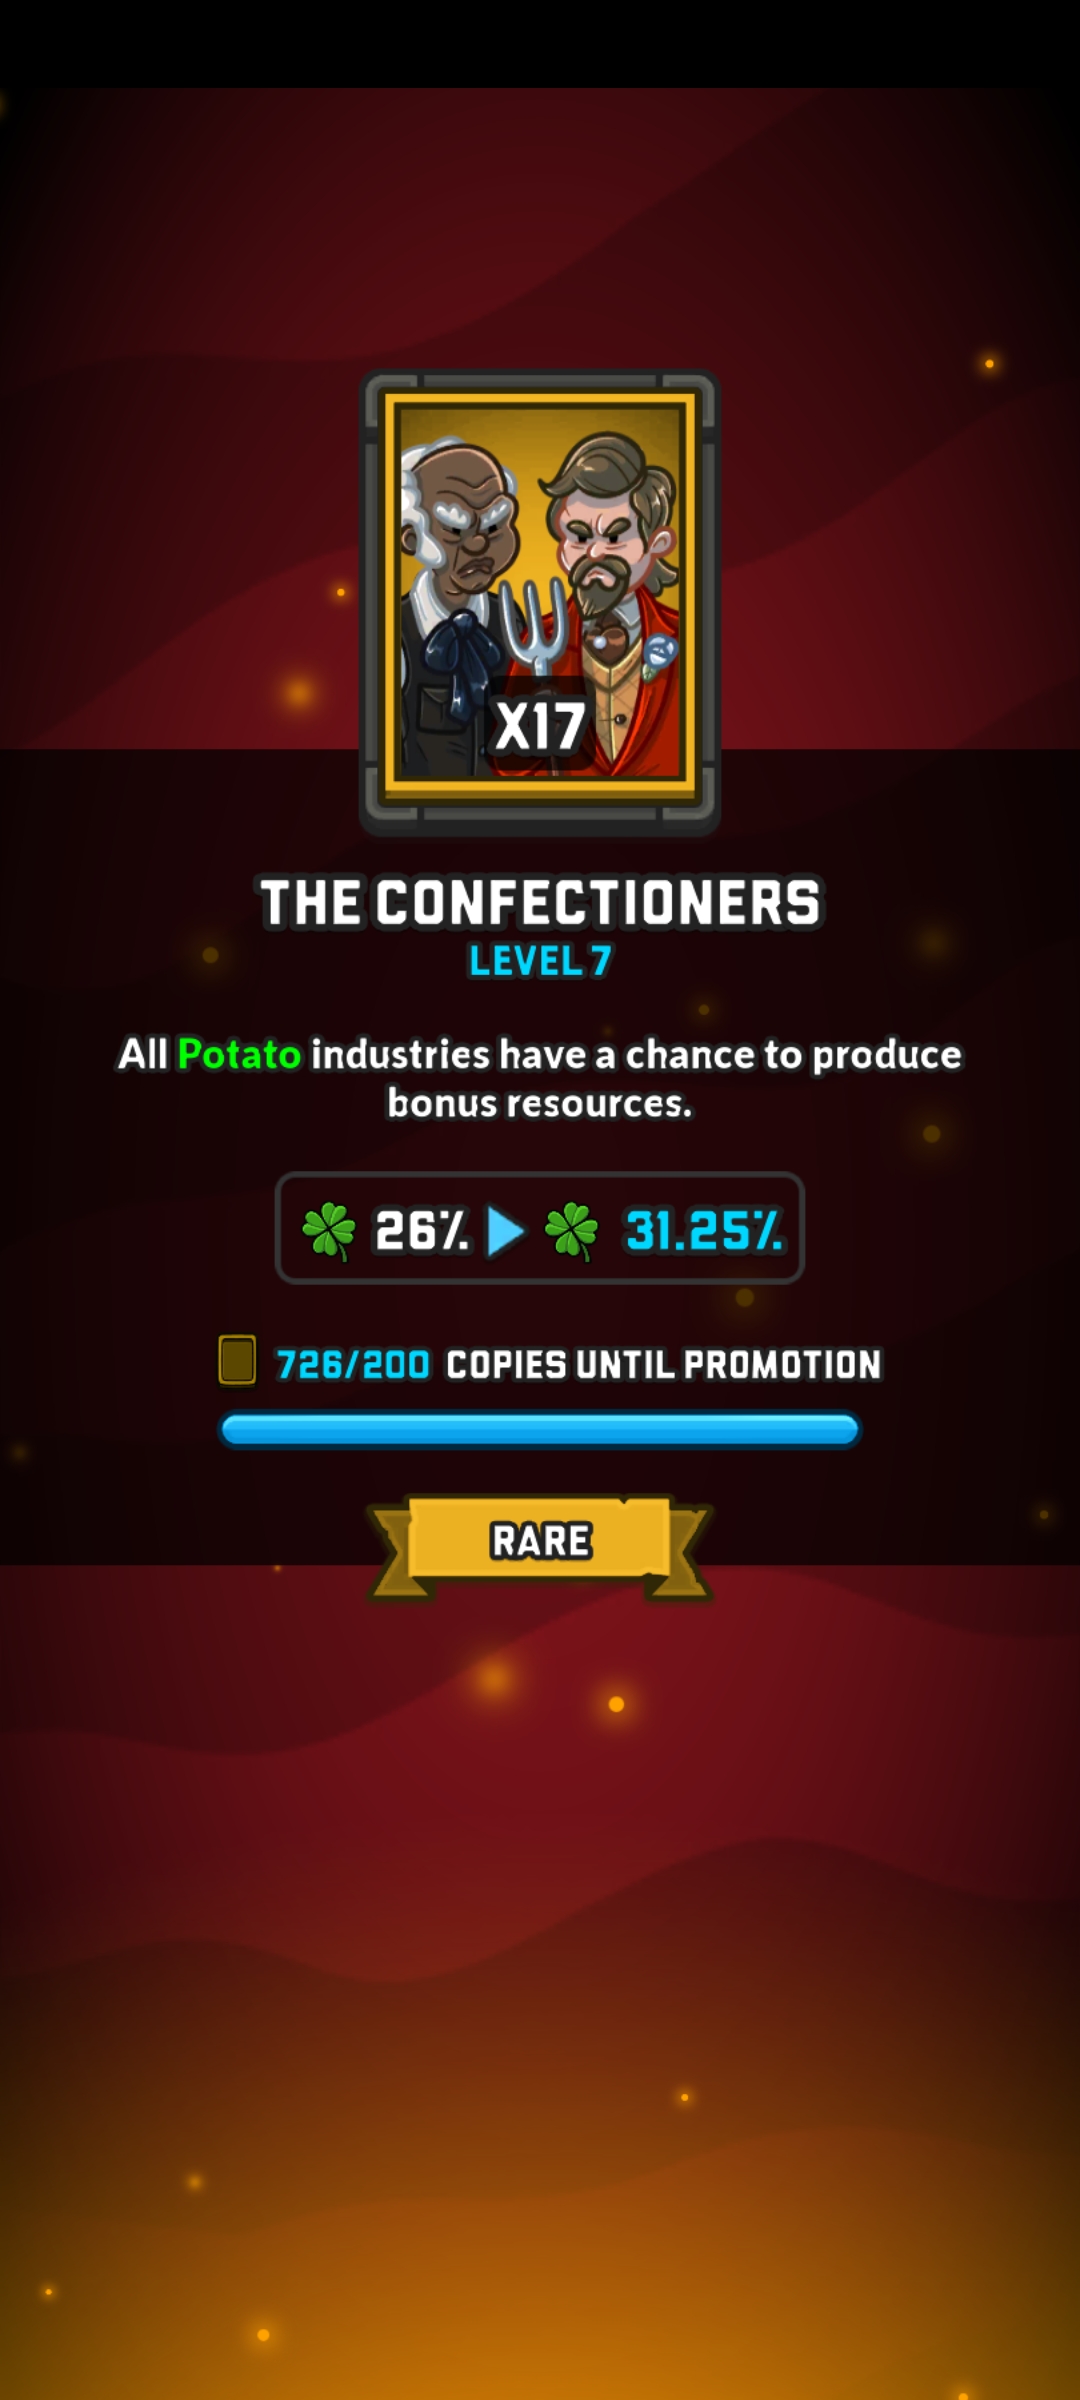 X17
THE CONFECTIONERS
LEVEL 7
All Potato industries have a chance to produce
bonus resources.
26% 31.25%
726/200 COPIES UNTIL PROMOTION
RARE